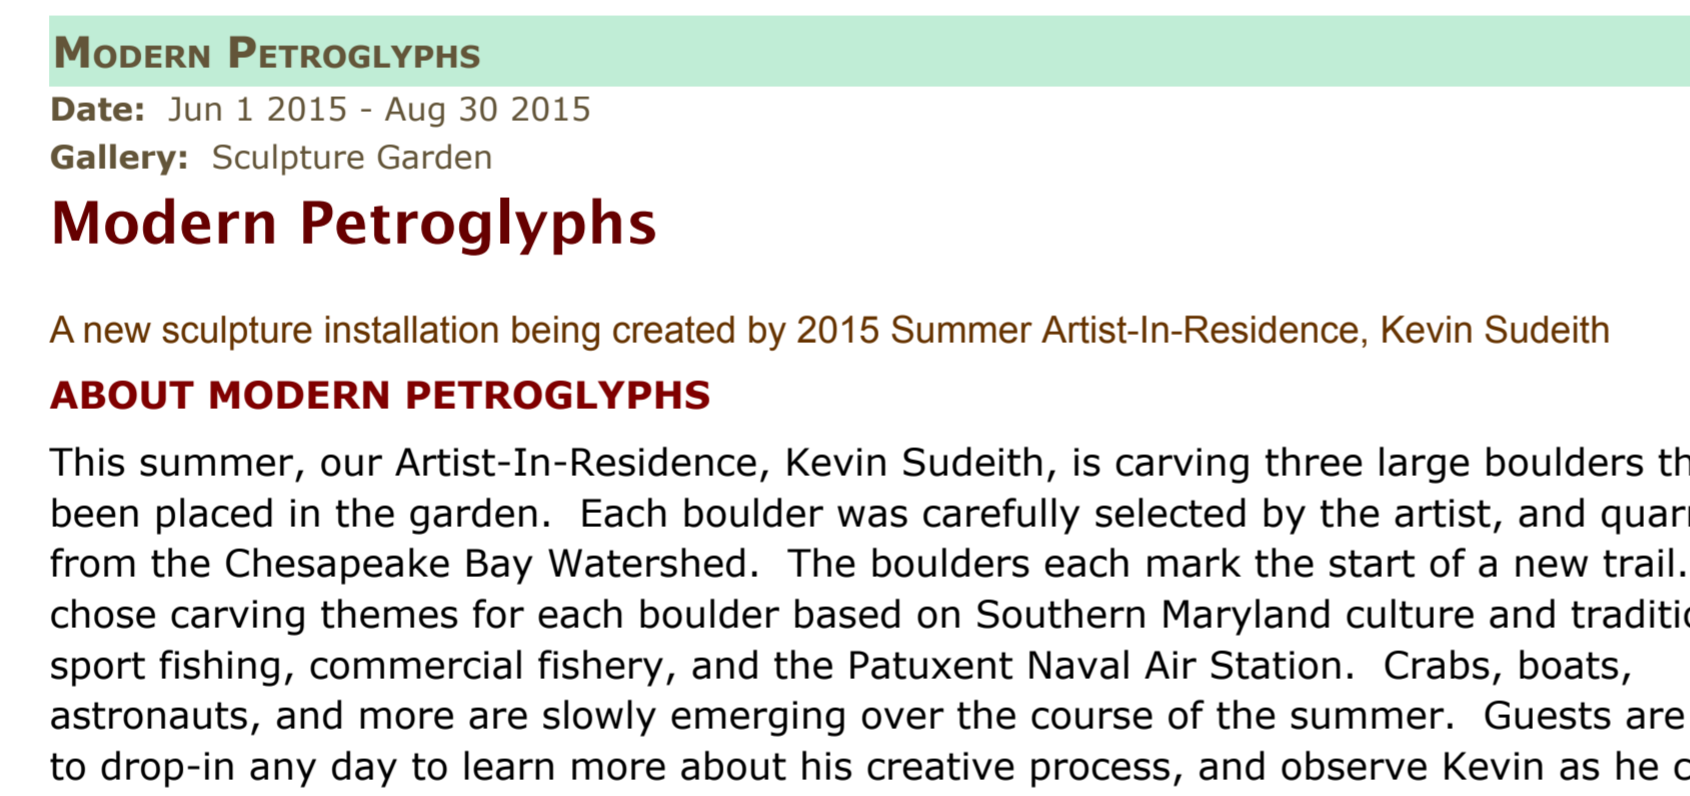 Modern Petroglyphs
Date: Jun 1 2015 - Aug 30 2015
Gallery: Sculpture Garden
Modern Petroglyphs
A new sculpture installation being created by 2015 Summer Artist-In-Residence, Kevin Sudeith
ABOUT MODERN PETROGLYPHS
This summer, our Artist-In-Residence, Kevin Sudeith, is carving three large boulders
been placed in the garden. Each boulder was carefully selected by the artist, and
from the Chesapeake Bay Watershed. The boulders each mark the start of a new trail.
chose carving themes for each boulder based on Southern Maryland culture and
sport fishing, commercial fishery, and the Patuxent Naval Air Station. Crabs, boats,
astronauts, and more are slowly emerging over the course of the summer. Guests are
to drop-in any day to learn more about his creative process, and observe Kevin as he